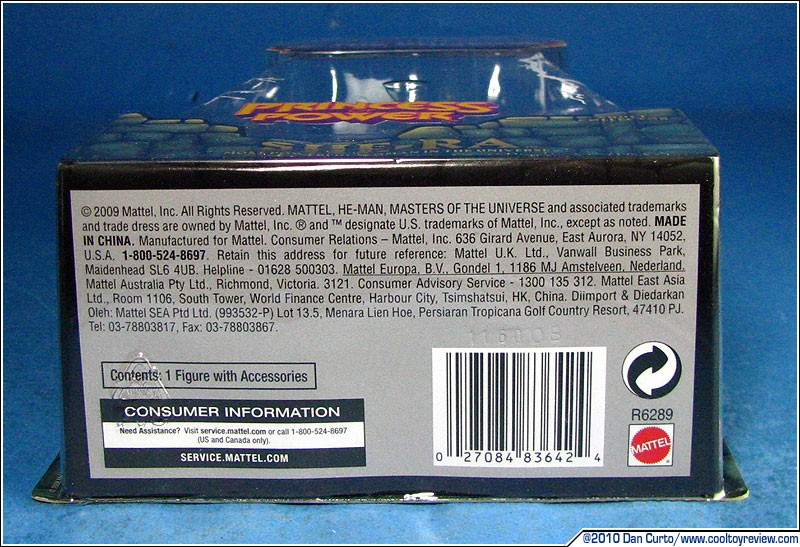 PRINCESS
of
POWER
SHE-RA
© 2009 Mattel, Inc. All Rights Reserved. MATTEL, HE-MAN, MASTERS OF THE UNIVERSE and associated trademarks
and trade dress are owned by Mattel, Inc. ® and ™ designate U.S. trademarks of Mattel, Inc., except as noted. MADE
IN CHINA. Manufactured for Mattel. Consumer Relations – Mattel, Inc. 636 Girard Avenue, East Aurora, NY 14052,
U.S.A. 1-800-524-8697. Retain this address for future reference: Mattel U.K. Ltd., Vanwall Business Park,
Maidenhead SL6 4UB. Helpline - 01628 500303. Mattel Europa, B.V., Gondel 1, 1186 MJ Amstelveen, Nederland.
Mattel Australia Pty Ltd., Richmond, Victoria. 3121. Consumer Advisory Service - 1300 135 312. Mattel East Asia
Ltd., Room 1106, South Tower, World Finance Centre, Harbour City, Tsimshatsui, HK, China. Diimport & Diedarkan
Oleh: Mattel SEA Ptd Ltd. (993532-P) Lot 13.5, Menara Lien Hoe, Persiaran Tropicana Golf Country Resort, 47410 PJ.
Tel: 03-78803817, Fax: 03-78803867.
Contents: 1 Figure with Accessories
CONSUMER INFORMATION
Need Assistance? Visit service.mattel.com or call 1-800-524-8697
(US and Canada only).
SERVICE.MATTEL.COM
0 27084 83642 4
R6289
MATTEL
©2010 Dan Curto/www.cooltoyreview.com